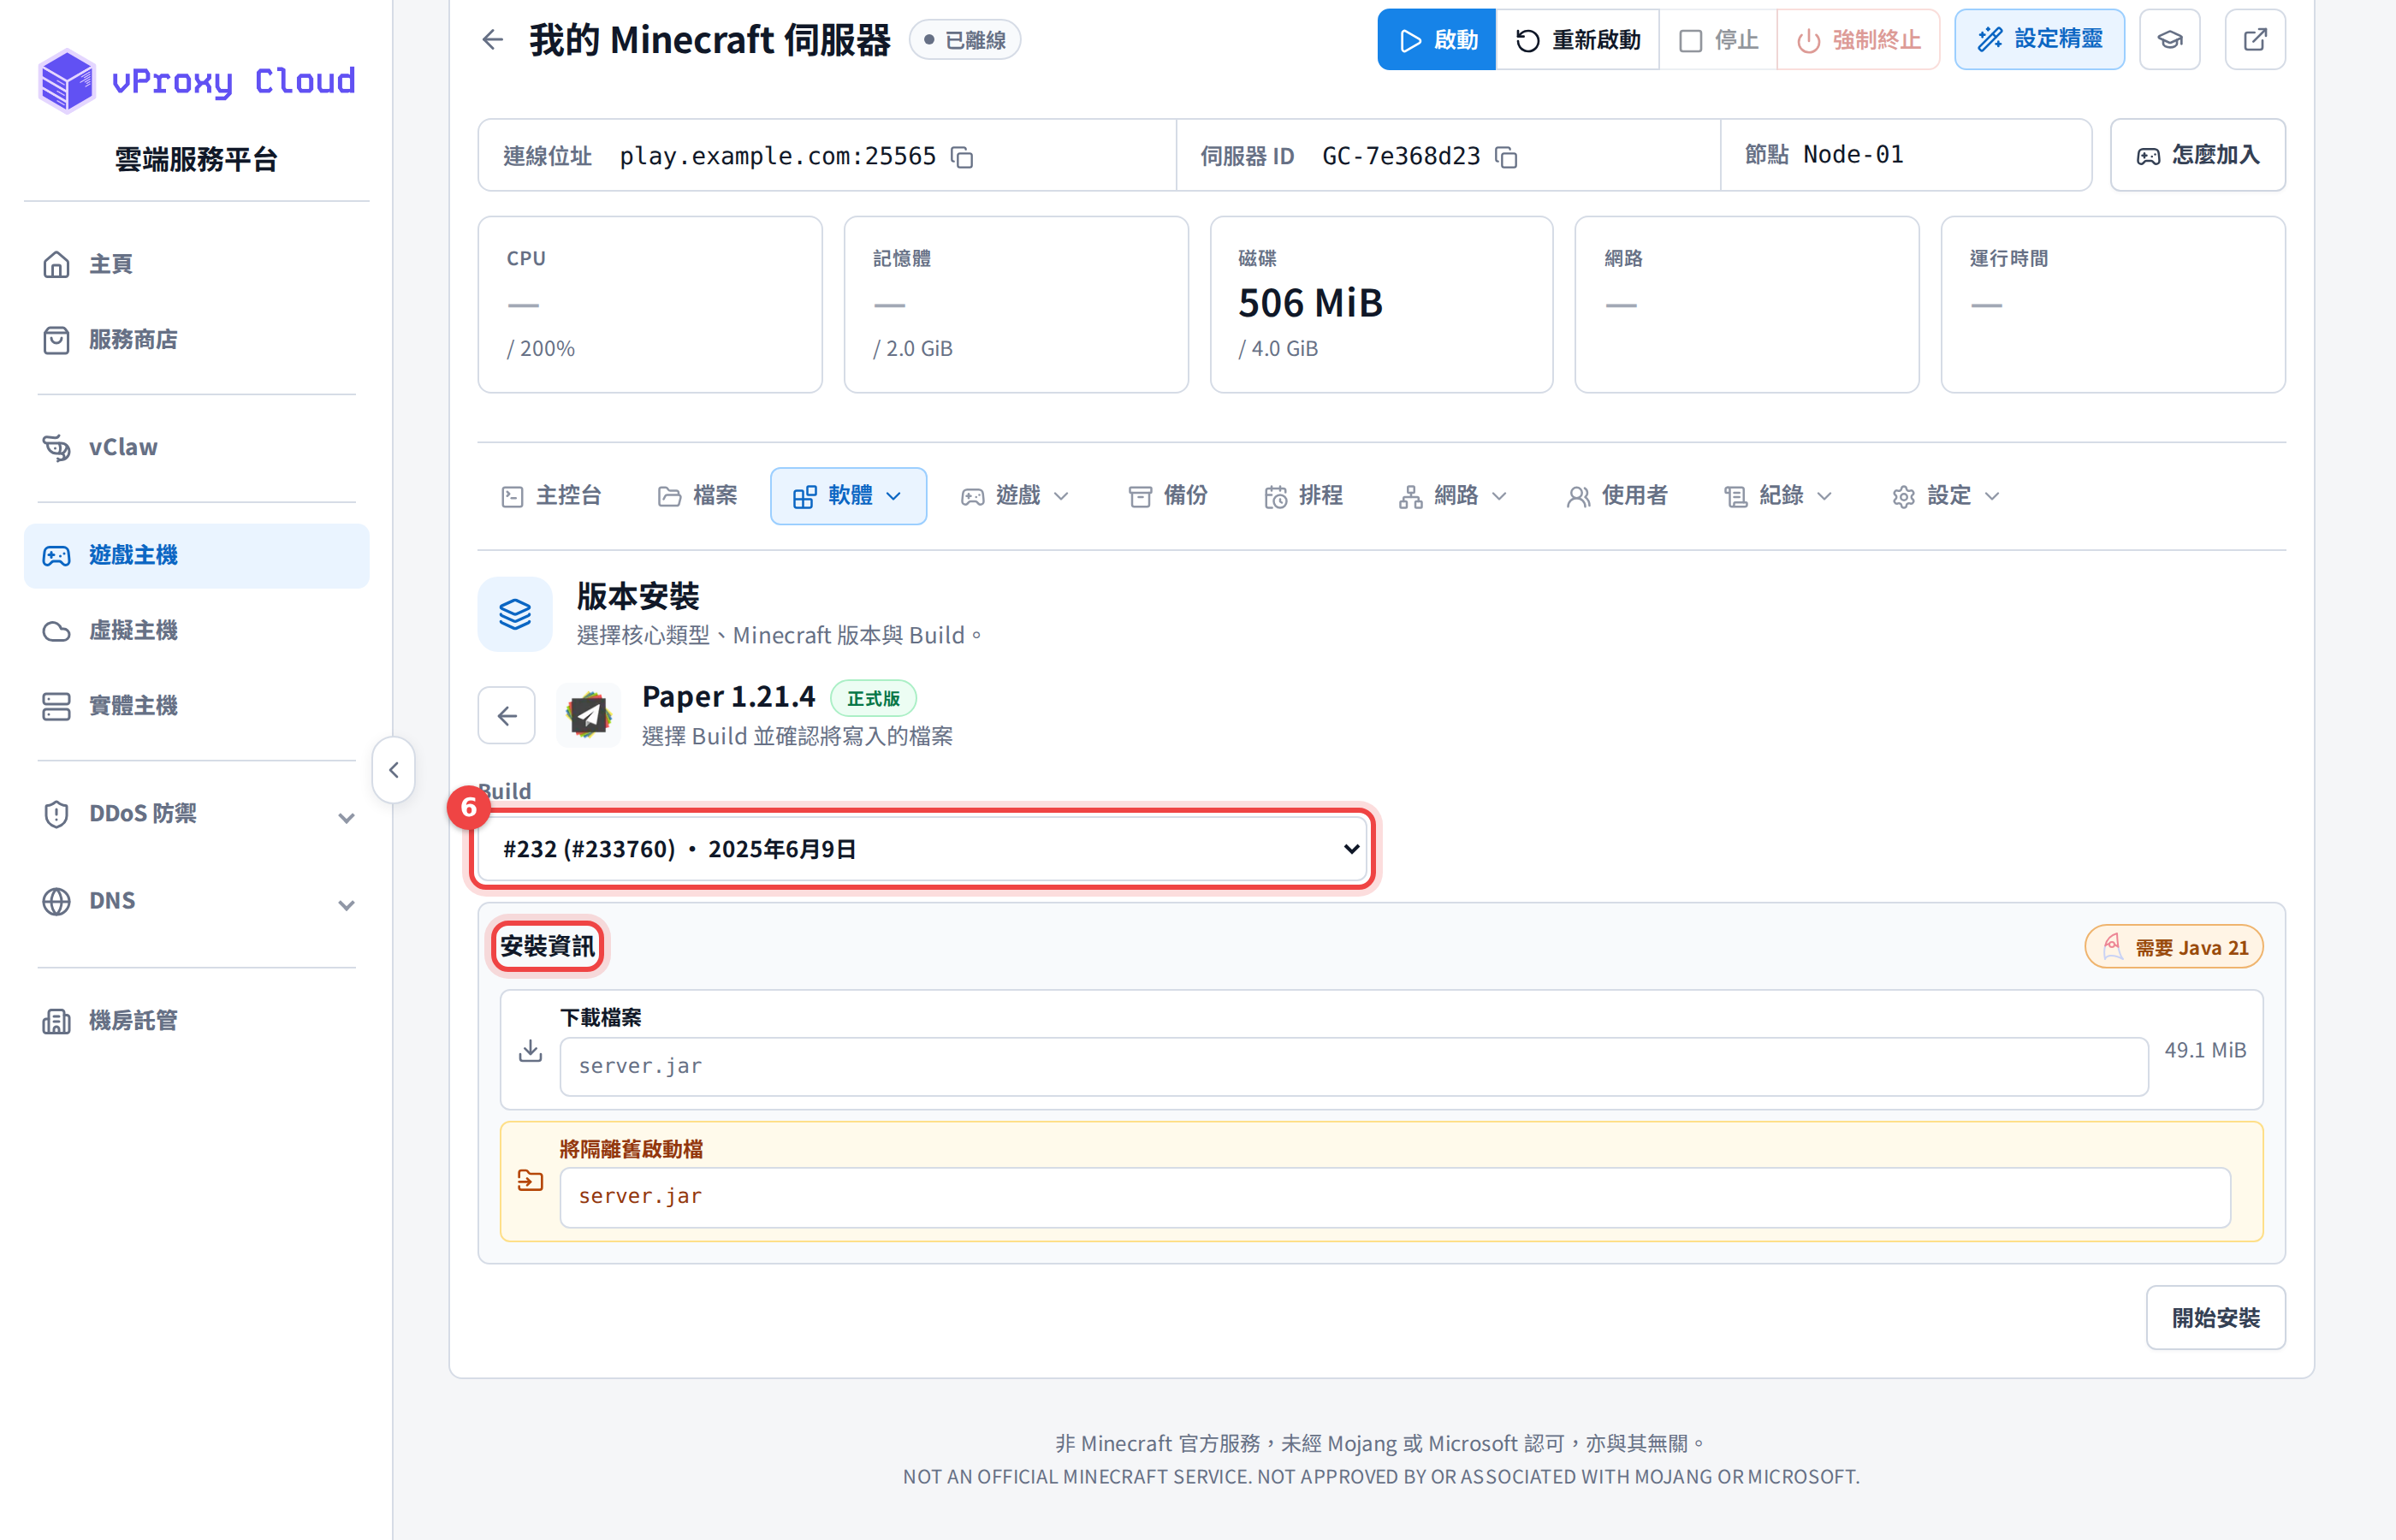 vProxy Cloud
雲端服務平台
主頁
服務商店
vClaw
遊戲主機
虛擬主機
實體主機
DDoS 防禦
DNS
機房託管
我的 Minecraft 伺服器
已離線
啟動
重新啟動
停止
強制終止
設定精靈
連線位址 play.example.com:25565
伺服器 ID GC-7e368d23
節點 Node-01
怎麼加入
CPU
—
/ 200%
記憶體
—
/ 2.0 GiB
磁碟
506 MiB
/ 4.0 GiB
網路
—
運行時間
—
主控台
檔案
軟體
遊戲
備份
排程
網路
使用者
紀錄
設定
版本安裝
選擇核心類型、Minecraft 版本與 Build。
Paper 1.21.4 正式版
選擇 Build 並確認將寫入的檔案
Build
6
#232 (#233760) • 2025年6月9日
安裝資訊
需要 Java 21
下載檔案
server.jar
49.1 MiB
將隔離舊啟動檔
server.jar
開始安裝
非 Minecraft 官方服務，未經 Mojang 或 Microsoft 認可，亦與其無關。
NOT AN OFFICIAL MINECRAFT SERVICE. NOT APPROVED BY OR ASSOCIATED WITH MOJANG OR MICROSOFT.